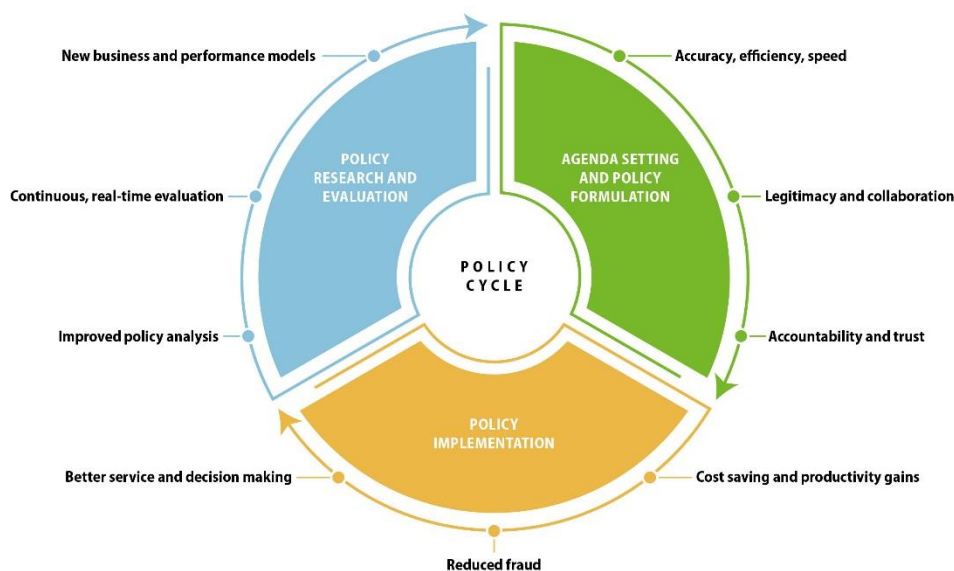 New business and performance models
Accuracy, efficiency, speed
POLICY
RESEARCH AND
EVALUATION
AGENDA SETTING
AND POLICY
FORMULATION
Continuous, real-time evaluation
Legitimacy and collaboration
POLICY
CYCLE
Improved policy analysis
Accountability and trust
POLICY
IMPLEMENTATION
Better service and decision making
Cost saving and productivity gains
Reduced fraud